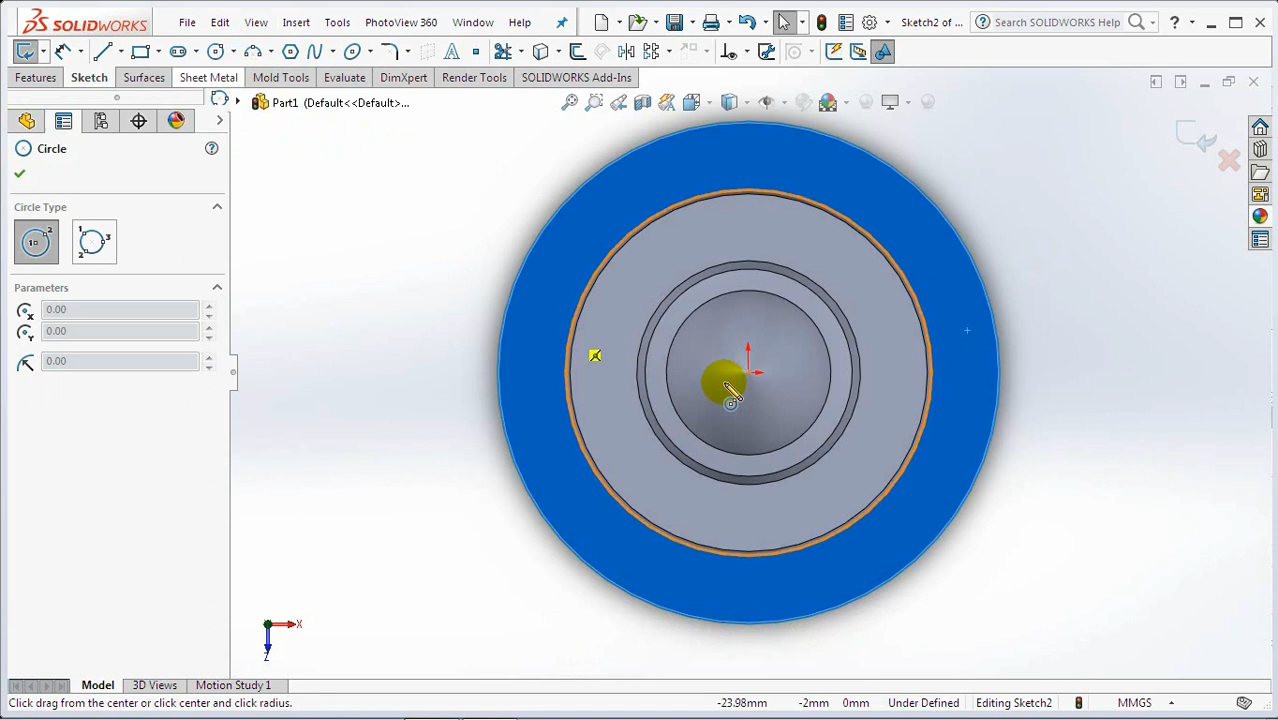 SOLIDWORKS File Edit View Insert Tools PhotoView 360 Window Help Sketch2 of ... Search SOLIDWORKS Help ?
Features Sketch Surfaces Sheet Metal Mold Tools Evaluate DimXpert Render Tools SOLIDWORKS Add-Ins
Part1 (Default<<Default>...
Circle ?
Circle Type
Parameters
0.00
0.00
0.00
X
Z
Model 3D Views Motion Study 1
Click drag from the center or click center and click radius. -23.98mm -2mm 0mm Under Defined Editing Sketch2 MMGS